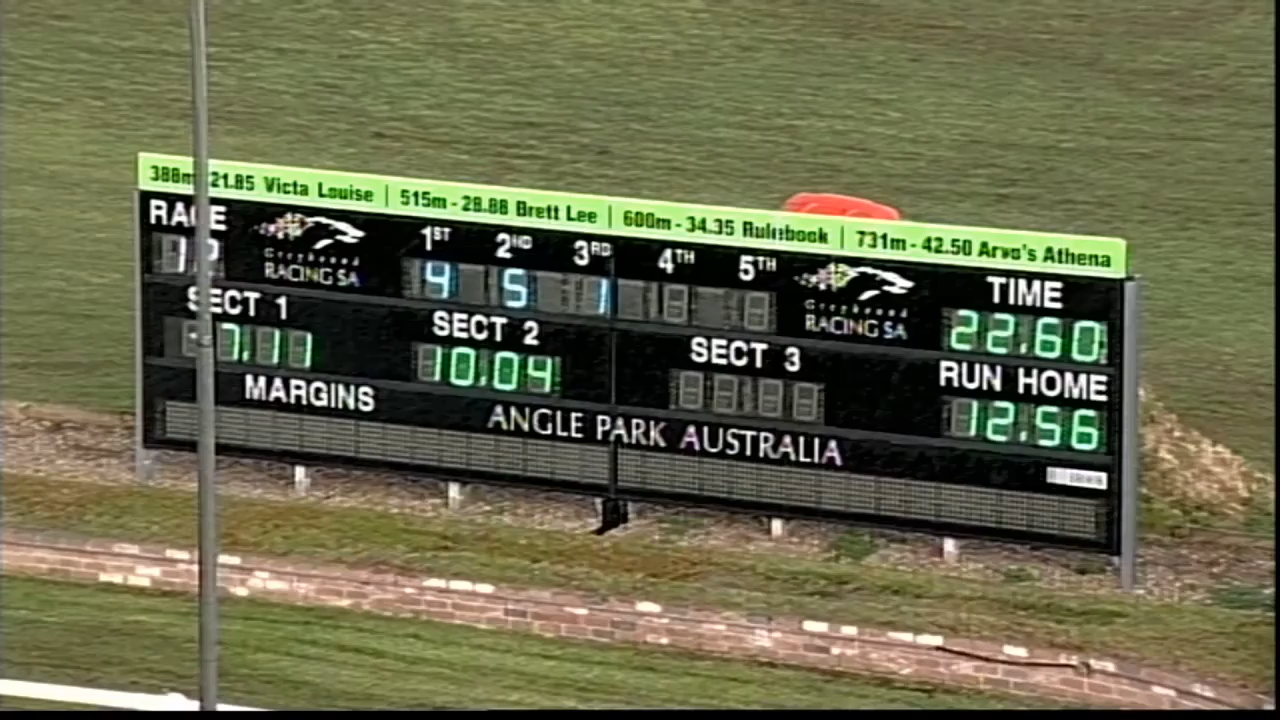 388m 21.85 Victa Louise | 515m - 28.88 Brett Lee | 600m - 34.35 Rulebook | 731m - 42.50 Arvo's Athena
RACE 1ST 2ND 3RD 4TH 5TH TIME
Greyhound RACING SA
4 5 1
Greyhound RACING SA
22.60
SECT 1 SECT 2 SECT 3 RUN HOME
7.11 10.04 12.56
MARGINS ANGLE PARK AUSTRALIA